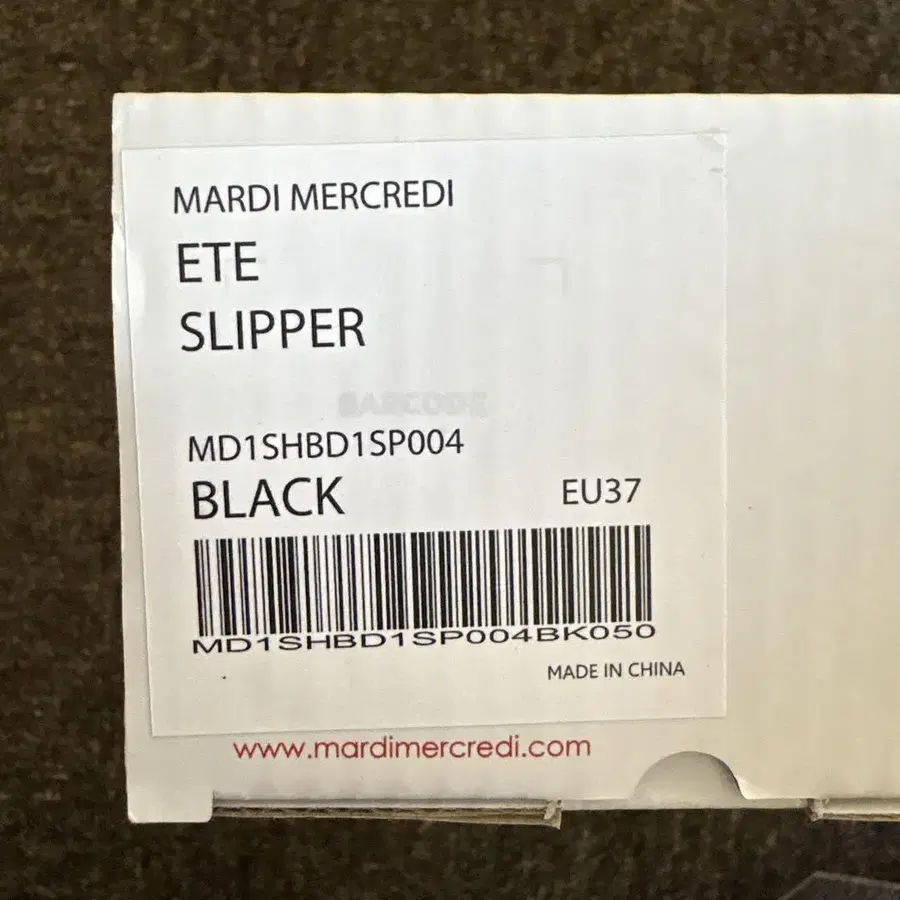 MARDI MERCREDI
ETE
SLIPPER
BARCODE
MD1SHBD1SP004
BLACK EU37
MD1SHBD1SP004BK050
MADE IN CHINA
www.mardimercredi.com